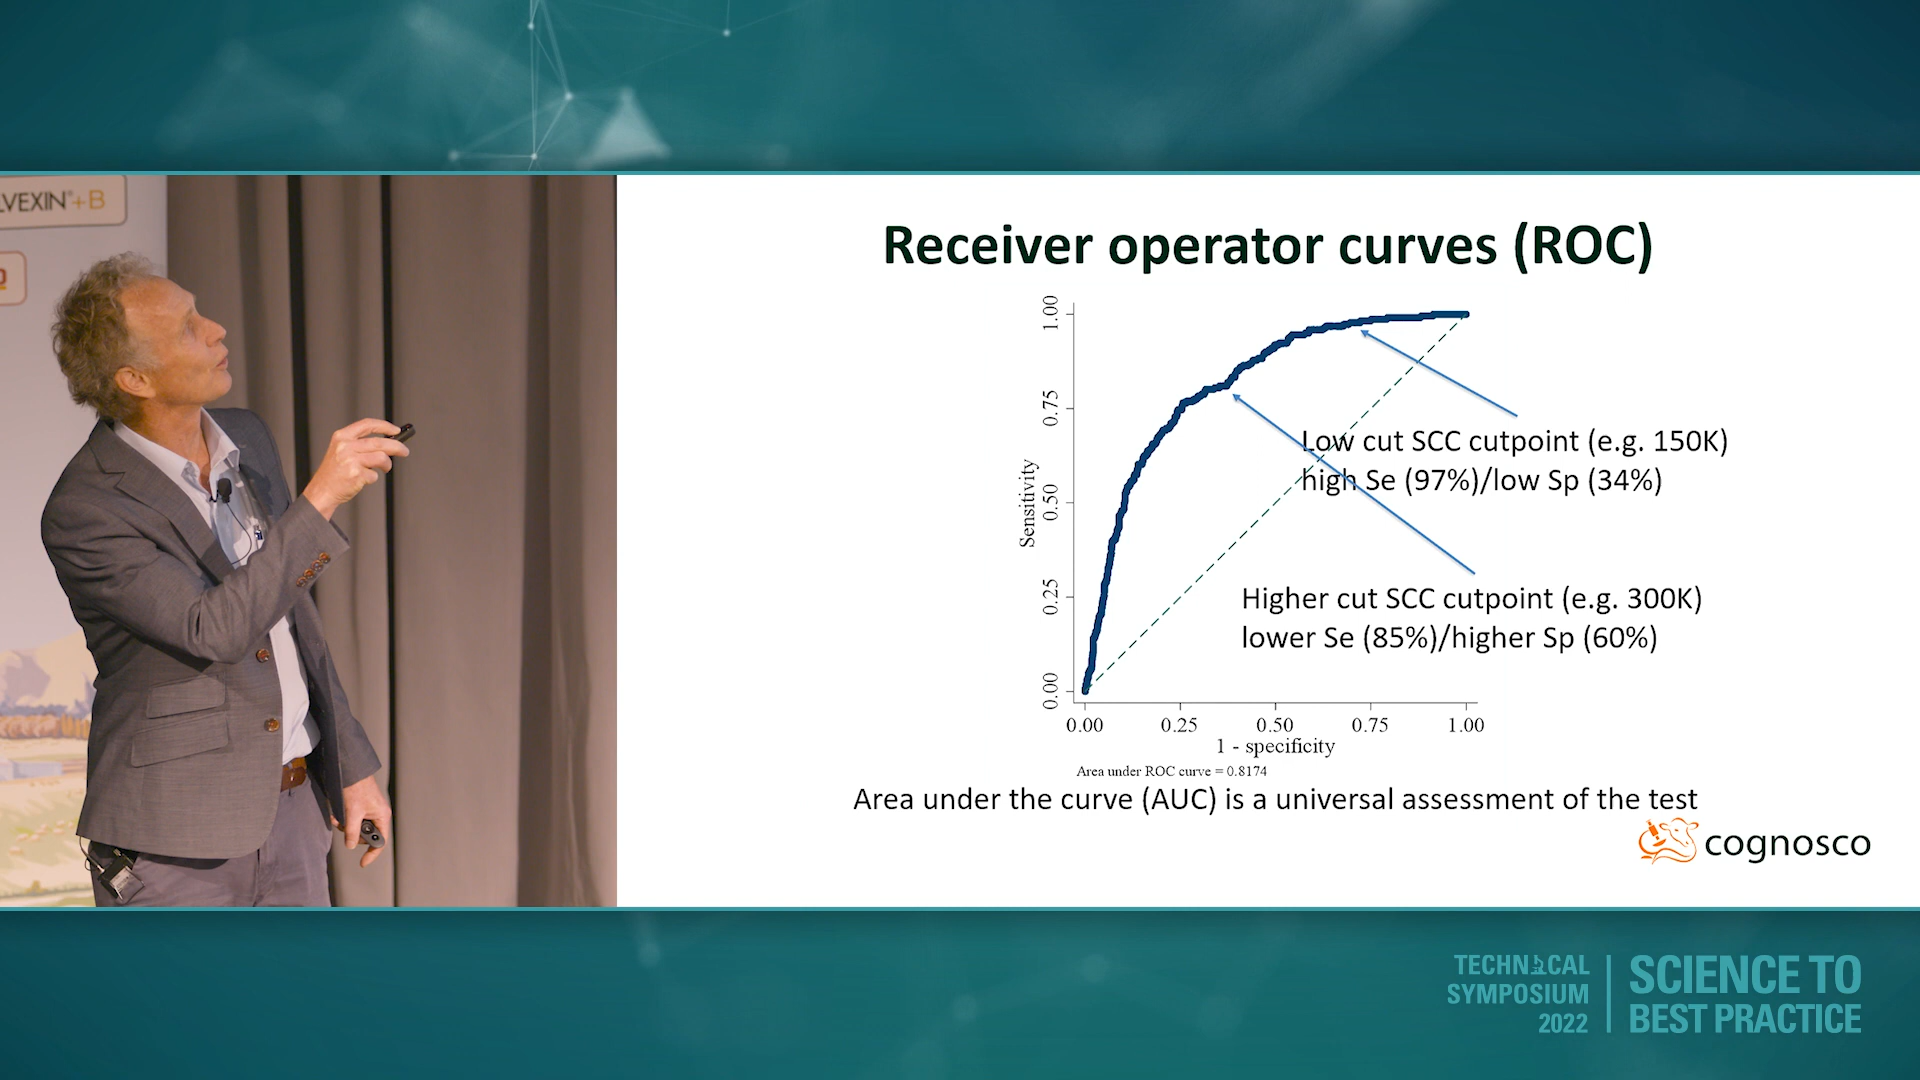 LVEXIN®+B
Receiver operator curves (ROC)
1.00
0.75
0.50
0.25
0.00
Sensitivity
Low cut SCC cutpoint (e.g. 150K)
high Se (97%)/low Sp (34%)
Higher cut SCC cutpoint (e.g. 300K)
lower Se (85%)/higher Sp (60%)
0.00 0.25 0.50 0.75 1.00
1 - specificity
Area under ROC curve = 0.8174
Area under the curve (AUC) is a universal assessment of the test
cognosco
TECHNICAL
SYMPOSIUM
2022
SCIENCE TO
BEST PRACTICE